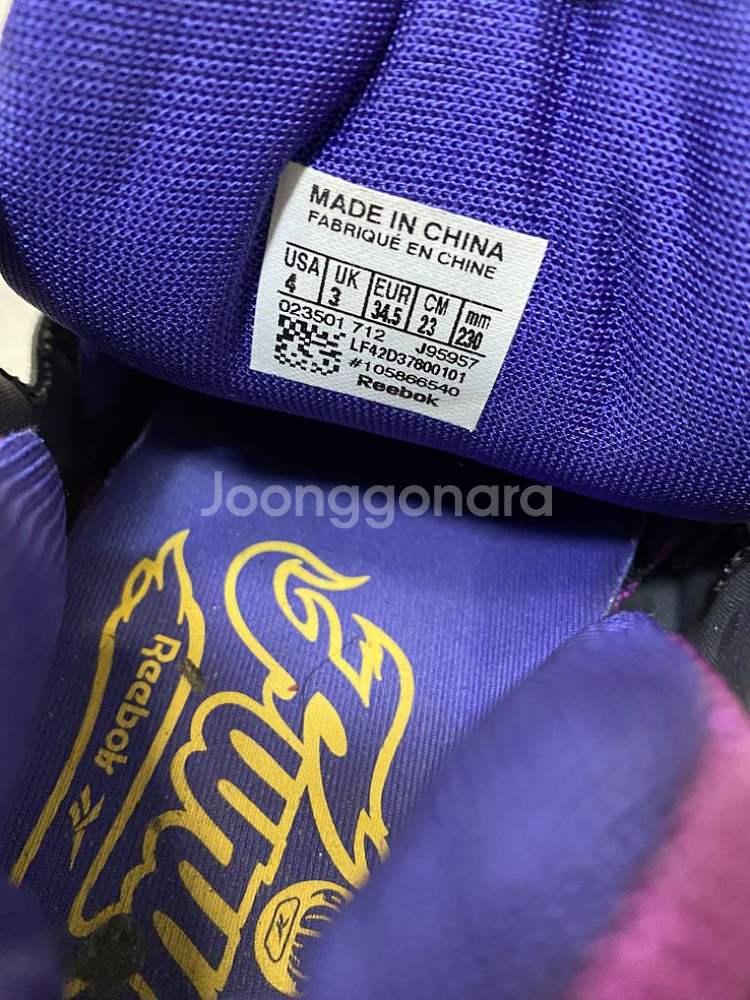 MADE IN CHINA
FABRIQUÉ EN CHINE
USA UK EUR CM mm
4 3 34.5 23 230
023501 712 J95957
LF42D37800101
#105866540
Reebok
Joonggonara
Reebok